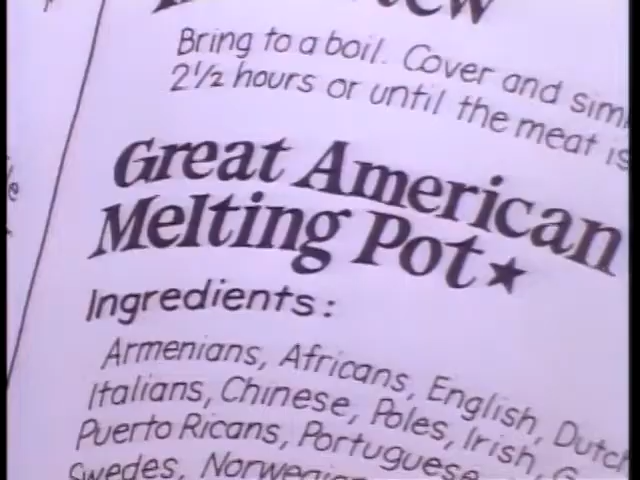 Bring to a boil. Cover and
2½ hours or until the meat is
Great American
Melting Pot★
Ingredients:
Armenians, Africans, English, Dutch
Italians, Chinese, Poles, Irish,
Puerto Ricans, Portuguese
Swedes,